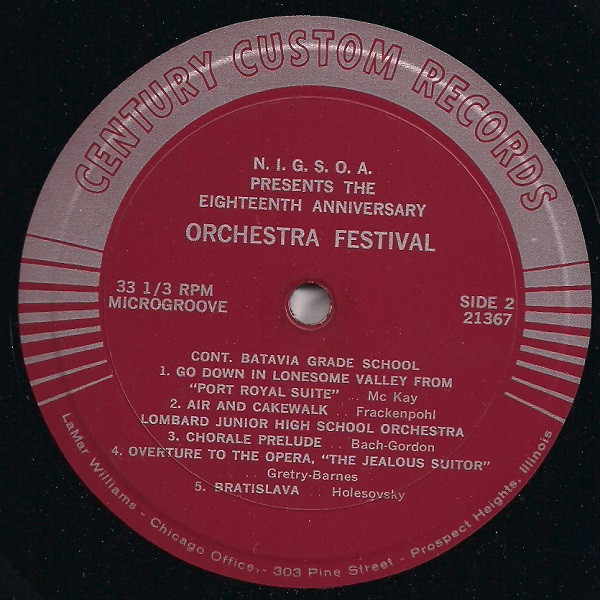 CENTURY CUSTOM RECORDS
N. I. G. S. O. A.
PRESENTS THE
EIGHTEENTH ANNIVERSARY
ORCHESTRA FESTIVAL
33 1/3 RPM
MICROGROOVE
SIDE 2
21367
CONT. BATAVIA GRADE SCHOOL
1. GO DOWN IN LONESOME VALLEY FROM
"PORT ROYAL SUITE" ... Mc Kay
2. AIR AND CAKEWALK .. Frackenpohl
LOMBARD JUNIOR HIGH SCHOOL ORCHESTRA
3. CHORALE PRELUDE .. Bach-Gordon
4. OVERTURE TO THE OPERA, "THE JEALOUS SUITOR"
Gretry-Barnes
5. BRATISLAVA .. Holesovsky
LaMar Williams - Chicago Office,- 303 Pine Street - Prospect Heights, Illinois